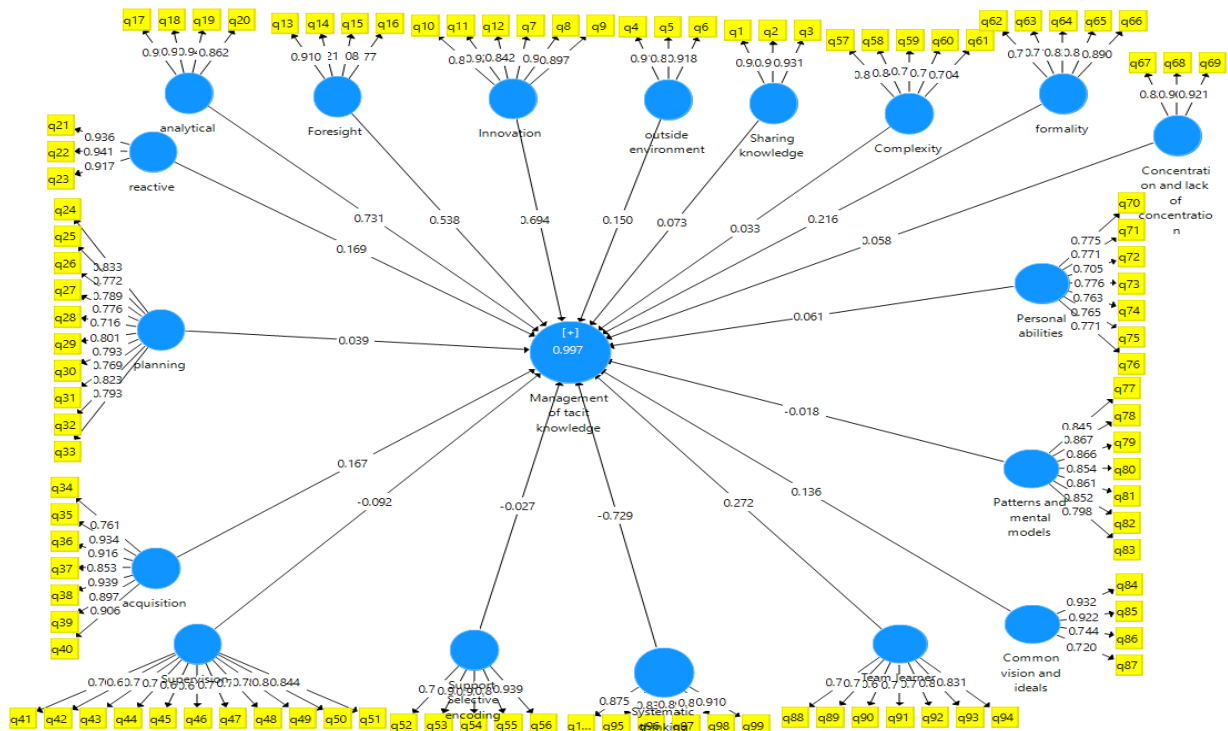 q17 q18 q19 q20 q13 q14 q15 q16 q10 q11 q12 q7 q8 q9 q4 q5 q6 q1 q2 q3 q57 q58 q59 q60 q61 q62 q63 q64 q65 q66
q67 q68 q69
0.862
0.910
0.842
0.897
0.918
0.931
0.704
0.890
0.921
analytical
Foresight
Innovation
outside
environment
Sharing
knowledge
Complexity
formality
Concentrati
on and lack
of
concentratio
n
q21
q22
q23
0.936
0.941
0.917
reactive
0.731
0.538
0.694
0.150
0.073
0.033
0.216
0.058
0.169
q24
q25
q26
q27
q28
q29
q30
q31
q32
q33
0.833
0.772
0.789
0.776
0.716
0.801
0.793
0.769
0.823
0.793
planning
0.039
[+]
0.997
Management
of tacit
knowledge
0.061
q70
q71
q72
q73
q74
q75
q76
0.775
0.771
0.705
0.776
0.763
0.765
0.771
Personal
abilities
-0.018
q77
q78
q79
q80
q81
q82
q83
0.845
0.867
0.866
0.854
0.861
0.852
0.798
Patterns and
mental
models
q34
q35
q36
q37
q38
q39
q40
0.761
0.934
0.916
0.853
0.939
0.897
0.906
acquisition
0.167
-0.092
-0.027
-0.729
0.272
0.136
q84
q85
q86
q87
0.932
0.922
0.744
0.720
Common
vision and
ideals
Supervision
0.844
q41 q42 q43 q44 q45 q46 q47 q48 q49 q50 q51
Support
Selective
encoding
0.939
q52 q53 q54 q55 q56
Systematic
thinking
0.875
0.910
q1... q95 q96 q97 q98 q99
Team learner
0.831
q88 q89 q90 q91 q92 q93 q94